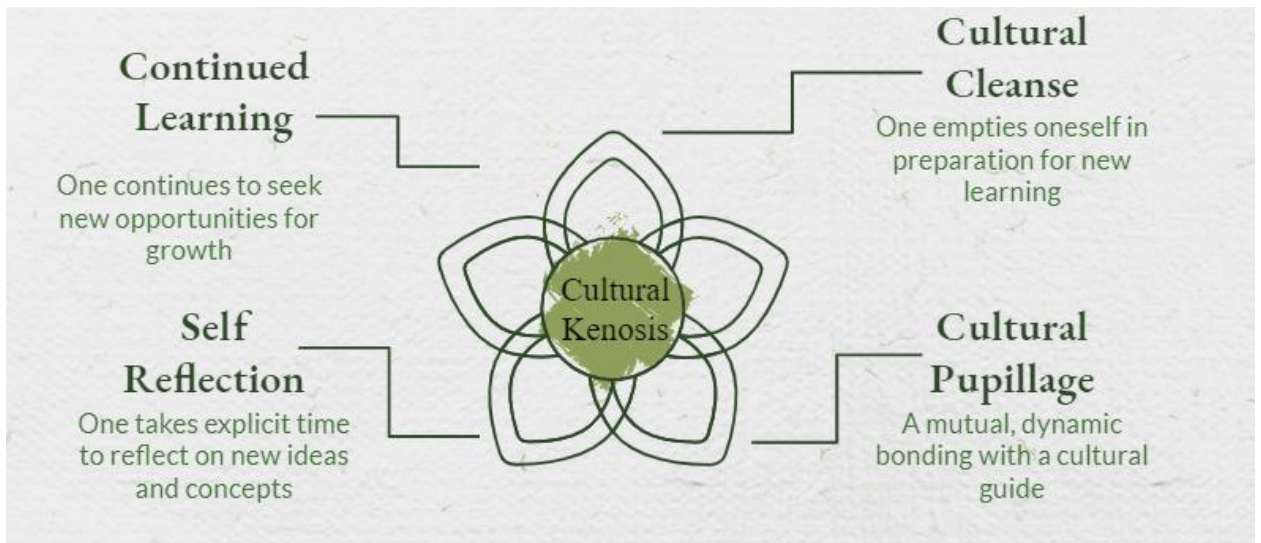 Continued
Learning
One continues to seek
new opportunities for
growth
Cultural
Cleanse
One empties oneself in
preparation for new
learning
Cultural
Kenosis
Self
Reflection
One takes explicit time
to reflect on new ideas
and concepts
Cultural
Pupillage
A mutual, dynamic
bonding with a cultural
guide